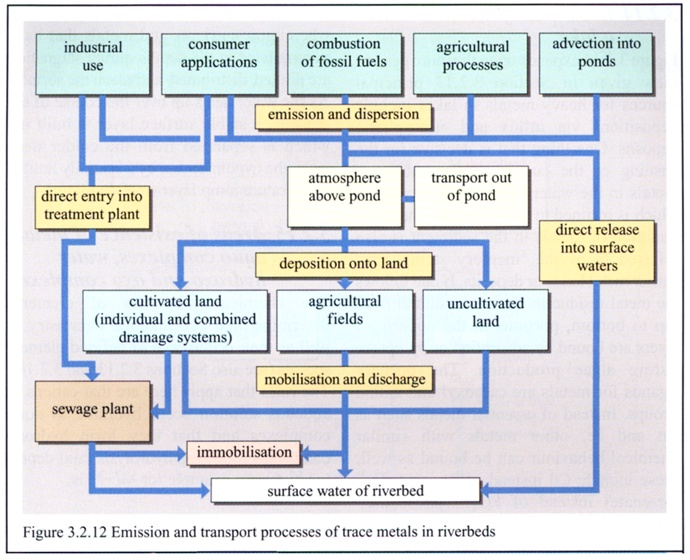 industrial
use
consumer
applications
combustion
of fossil fuels
agricultural
processes
advection into
ponds
emission and dispersion
direct entry into
treatment plant
atmosphere
above pond
transport out
of pond
direct release
into surface
waters
deposition onto land
cultivated land
(individual and combined
drainage systems)
agricultural
fields
uncultivated
land
mobilisation and discharge
sewage plant
immobilisation
surface water of riverbed
Figure 3.2.12 Emission and transport processes of trace metals in riverbeds